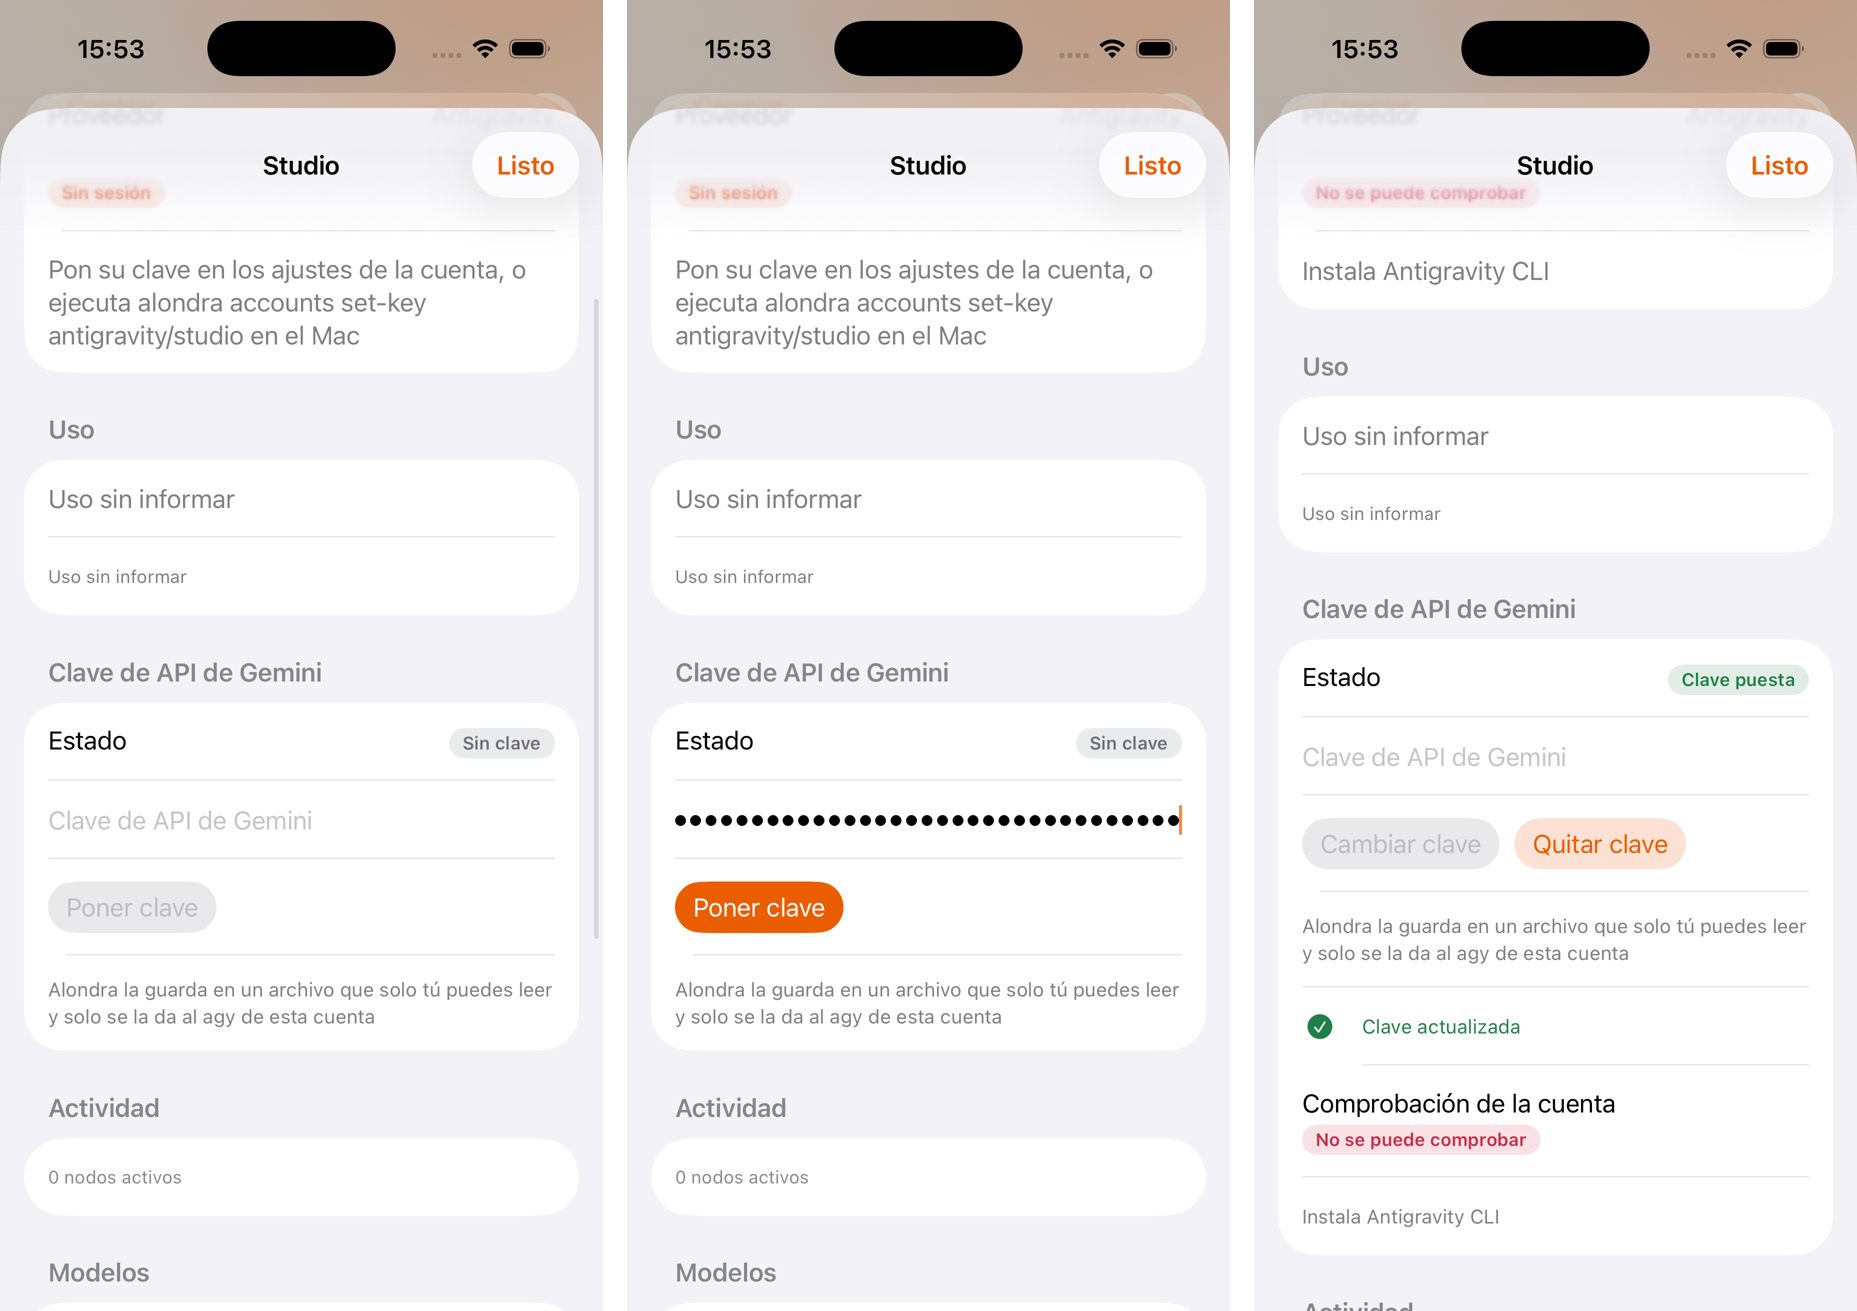 15:53
Proveedor
Antigravity
Studio
Listo
Sin sesión
Pon su clave en los ajustes de la cuenta, o
ejecuta alondra accounts set-key
antigravity/studio en el Mac
Uso
Uso sin informar
Uso sin informar
Clave de API de Gemini
Estado
Sin clave
Clave de API de Gemini
Poner clave
Alondra la guarda en un archivo que solo tú puedes leer
y solo se la da al agy de esta cuenta
Actividad
0 nodos activos
Modelos
15:53
Proveedor
Antigravity
Studio
Listo
Sin sesión
Pon su clave en los ajustes de la cuenta, o
ejecuta alondra accounts set-key
antigravity/studio en el Mac
Uso
Uso sin informar
Uso sin informar
Clave de API de Gemini
Estado
Sin clave
Poner clave
Alondra la guarda en un archivo que solo tú puedes leer
y solo se la da al agy de esta cuenta
Actividad
0 nodos activos
Modelos
15:53
Proveedor
Antigravity
Studio
Listo
No se puede comprobar
Instala Antigravity CLI
Uso
Uso sin informar
Uso sin informar
Clave de API de Gemini
Estado
Clave puesta
Clave de API de Gemini
Cambiar clave
Quitar clave
Alondra la guarda en un archivo que solo tú puedes leer
y solo se la da al agy de esta cuenta
Clave actualizada
Comprobación de la cuenta
No se puede comprobar
Instala Antigravity CLI
Actividad